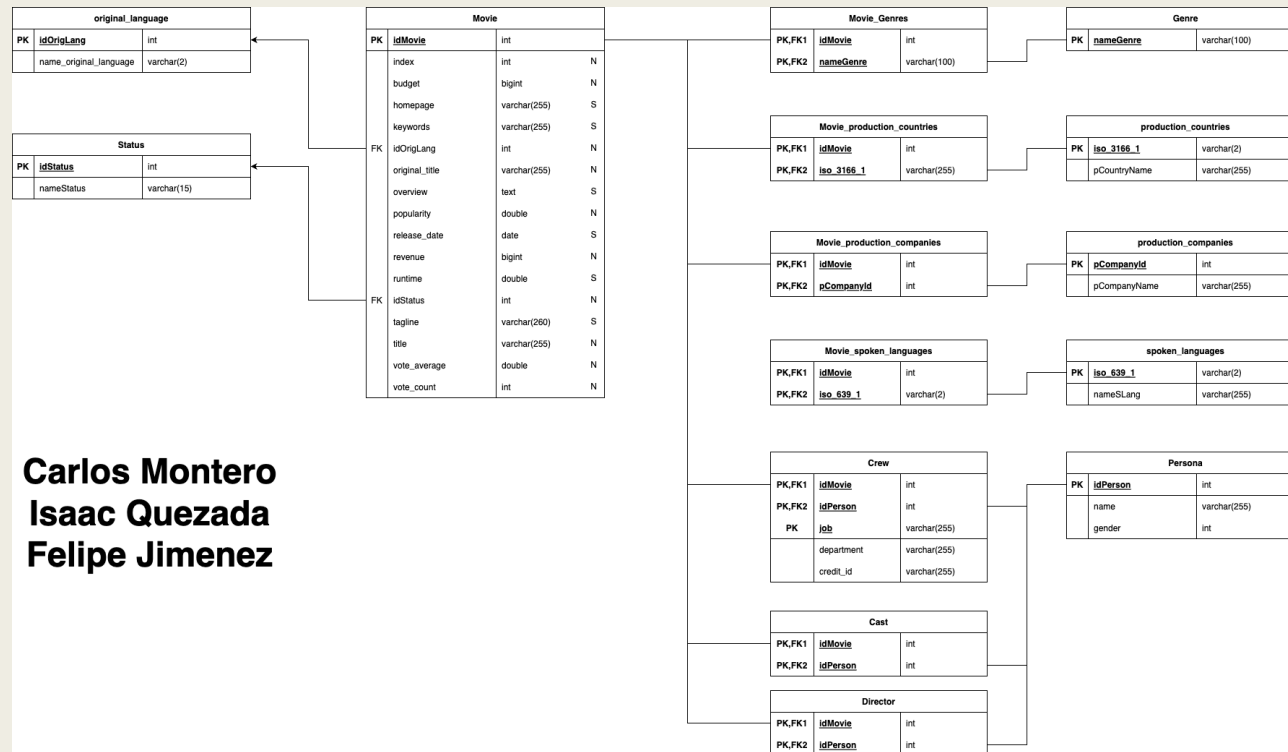 original_language
PK idOrigLang int
name_original_language varchar(2)
Status
PK idStatus int
nameStatus varchar(15)
Movie
PK idMovie int
index int N
budget bigint N
homepage varchar(255) S
keywords varchar(255) S
FK idOrigLang int N
original_title varchar(255) N
overview text S
popularity double N
release_date date S
revenue bigint N
runtime double S
FK idStatus int N
tagline varchar(260) S
title varchar(255) N
vote_average double N
vote_count int N
Movie_Genres
PK,FK1 idMovie int
PK,FK2 nameGenre varchar(100)
Genre
PK nameGenre varchar(100)
Movie_production_countries
PK,FK1 idMovie int
PK,FK2 iso_3166_1 varchar(255)
production_countries
PK iso_3166_1 varchar(2)
pCountryName varchar(255)
Movie_production_companies
PK,FK1 idMovie int
PK,FK2 pCompanyId int
production_companies
PK pCompanyId int
pCompanyName varchar(255)
Movie_spoken_languages
PK,FK1 idMovie int
PK,FK2 iso_639_1 varchar(2)
spoken_languages
PK iso_639_1 varchar(2)
nameSLang varchar(255)
Crew
PK,FK1 idMovie int
PK,FK2 idPerson int
PK job varchar(255)
department varchar(255)
credit_id varchar(255)
Persona
PK idPerson int
name varchar(255)
gender int
Cast
PK,FK1 idMovie int
PK,FK2 idPerson int
Director
PK,FK1 idMovie int
PK,FK2 idPerson int
Carlos Montero
Isaac Quezada
Felipe Jimenez